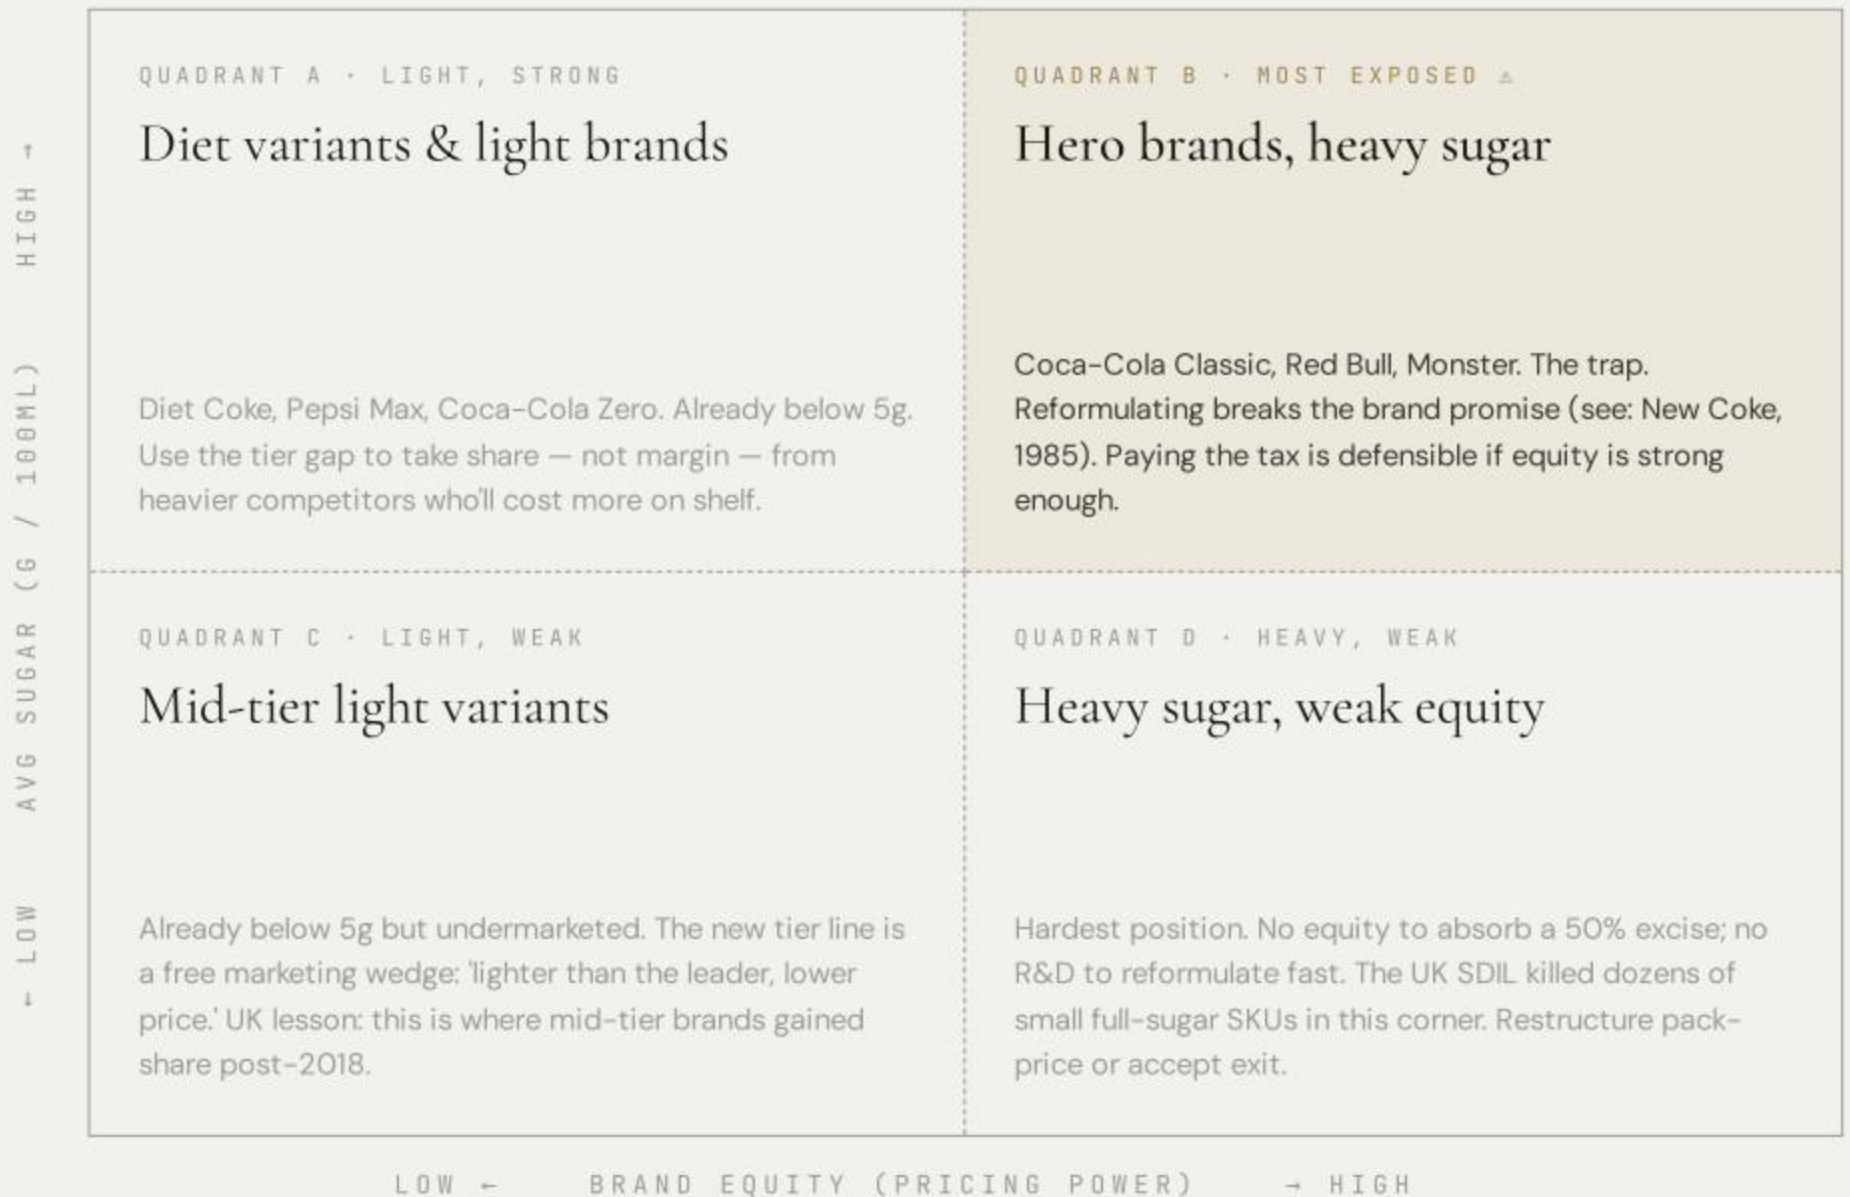 QUADRANT A · LIGHT, STRONG
Diet variants & light brands
Diet Coke, Pepsi Max, Coca-Cola Zero. Already below 5g.
Use the tier gap to take share — not margin — from
heavier competitors who'll cost more on shelf.
QUADRANT B · MOST EXPOSED ⚠
Hero brands, heavy sugar
Coca-Cola Classic, Red Bull, Monster. The trap.
Reformulating breaks the brand promise (see: New Coke,
1985). Paying the tax is defensible if equity is strong
enough.
QUADRANT C · LIGHT, WEAK
Mid-tier light variants
Already below 5g but undermarketed. The new tier line is
a free marketing wedge: 'lighter than the leader, lower
price.' UK lesson: this is where mid-tier brands gained
share post-2018.
QUADRANT D · HEAVY, WEAK
Heavy sugar, weak equity
Hardest position. No equity to absorb a 50% excise; no
R&D to reformulate fast. The UK SDIL killed dozens of
small full-sugar SKUs in this corner. Restructure pack-
price or accept exit.
← LOW AVG SUGAR (G / 100ML) HIGH →
LOW ← BRAND EQUITY (PRICING POWER) → HIGH